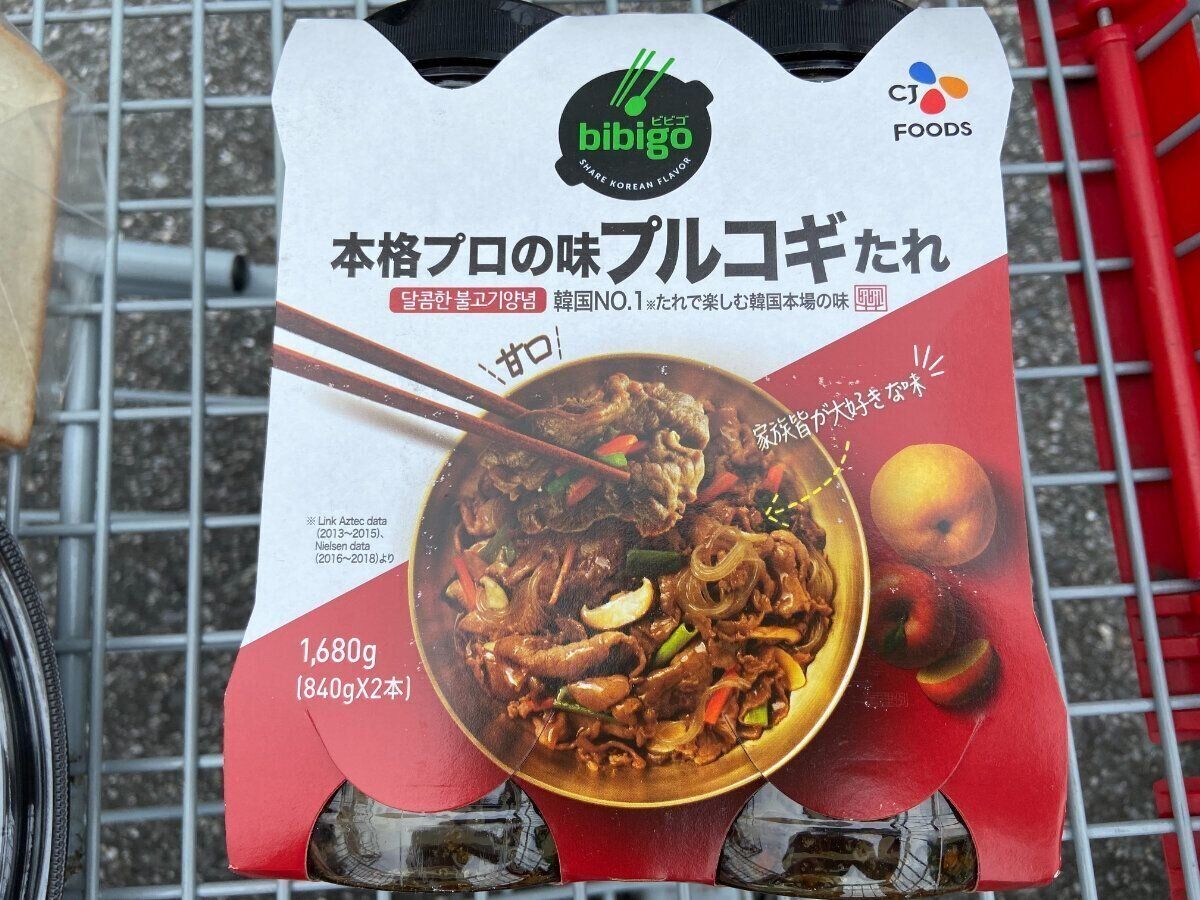 ビビゴ
bibigo
SHARE KOREAN FLAVOR
CJ
FOODS
本格プロの味プルコギたれ
달콤한 불고기양념 韓国NO.1※たれで楽しむ韓国本場の味
甘口
家族皆が大好きな味
※ Link Aztec data
(2013～2015)、
Nielsen data
(2016～2018)より
1,680g
(840gX2本)